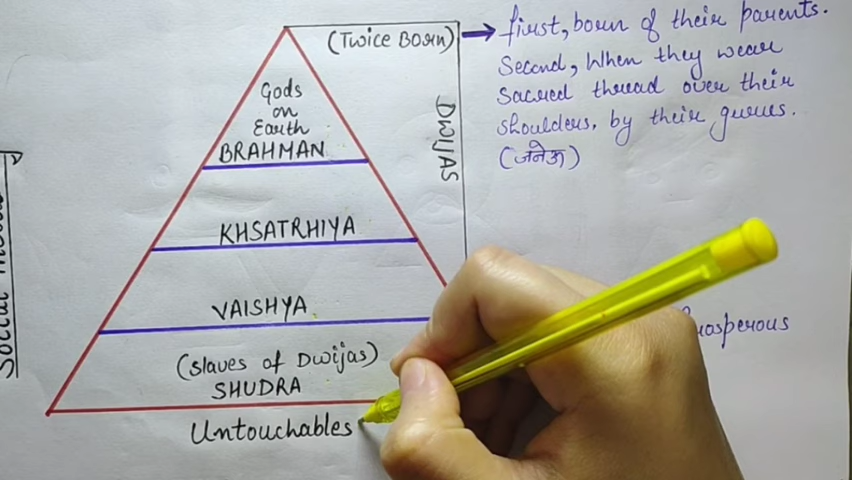 (Twice Born)
first, born of their parents.
Second, When they wear
sacred thread over their
shoulders, by their gurus.
(जनेऊ)
DWIJAS
Gods
on
Earth
BRAHMAN
KHSATRHIYA
VAISHYA
(slaves of Dwijas)
SHUDRA
Untouchables
Social